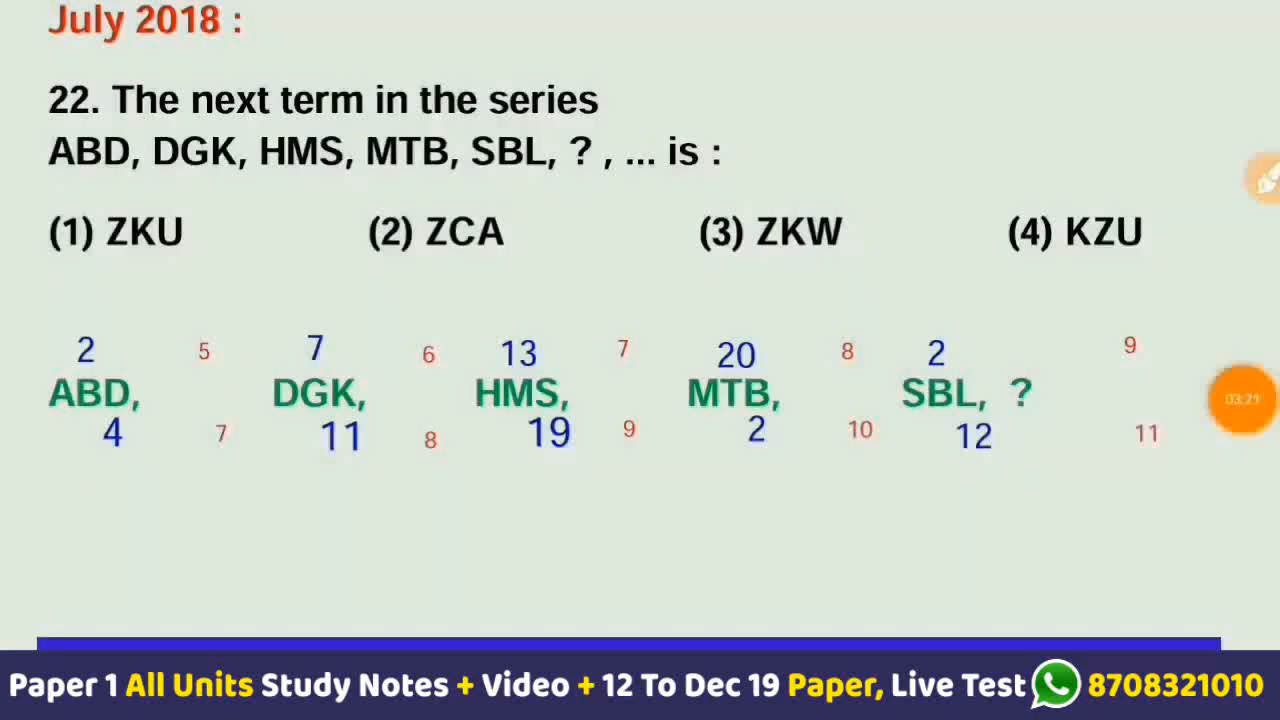 July 2018 :
22. The next term in the series
ABD, DGK, HMS, MTB, SBL, ? , ... is :
(1) ZKU (2) ZCA (3) ZKW (4) KZU
2 5 7 6 13 7 20 8 2 9
ABD, DGK, HMS, MTB, SBL, ?
4 7 11 8 19 9 2 10 12 11
03:21
Paper 1 All Units Study Notes + Video + 12 To Dec 19 Paper, Live Test 8708321010